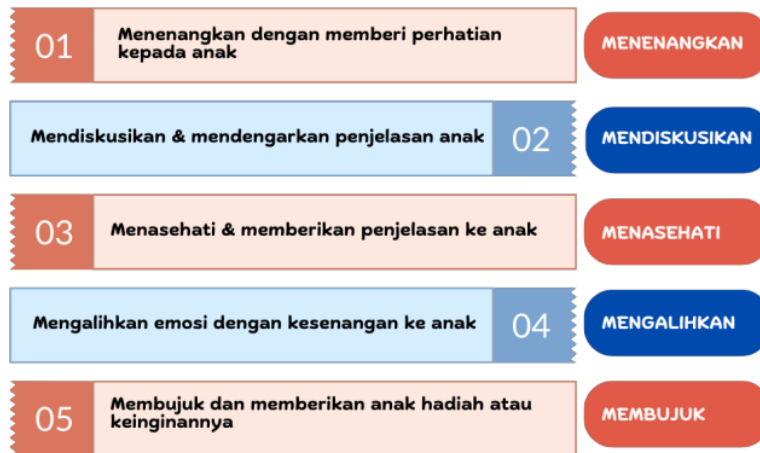 01
Menenangkan dengan memberi perhatian
kepada anak
MENENANGKAN
Mendiskusikan & mendengarkan penjelasan anak
02
MENDISKUSIKAN
03
Menasehati & memberikan penjelasan ke anak
MENASEHATI
Mengalihkan emosi dengan kesenangan ke anak
04
MENGALIHKAN
05
Membujuk dan memberikan anak hadiah atau
keinginannya
MEMBUJUK